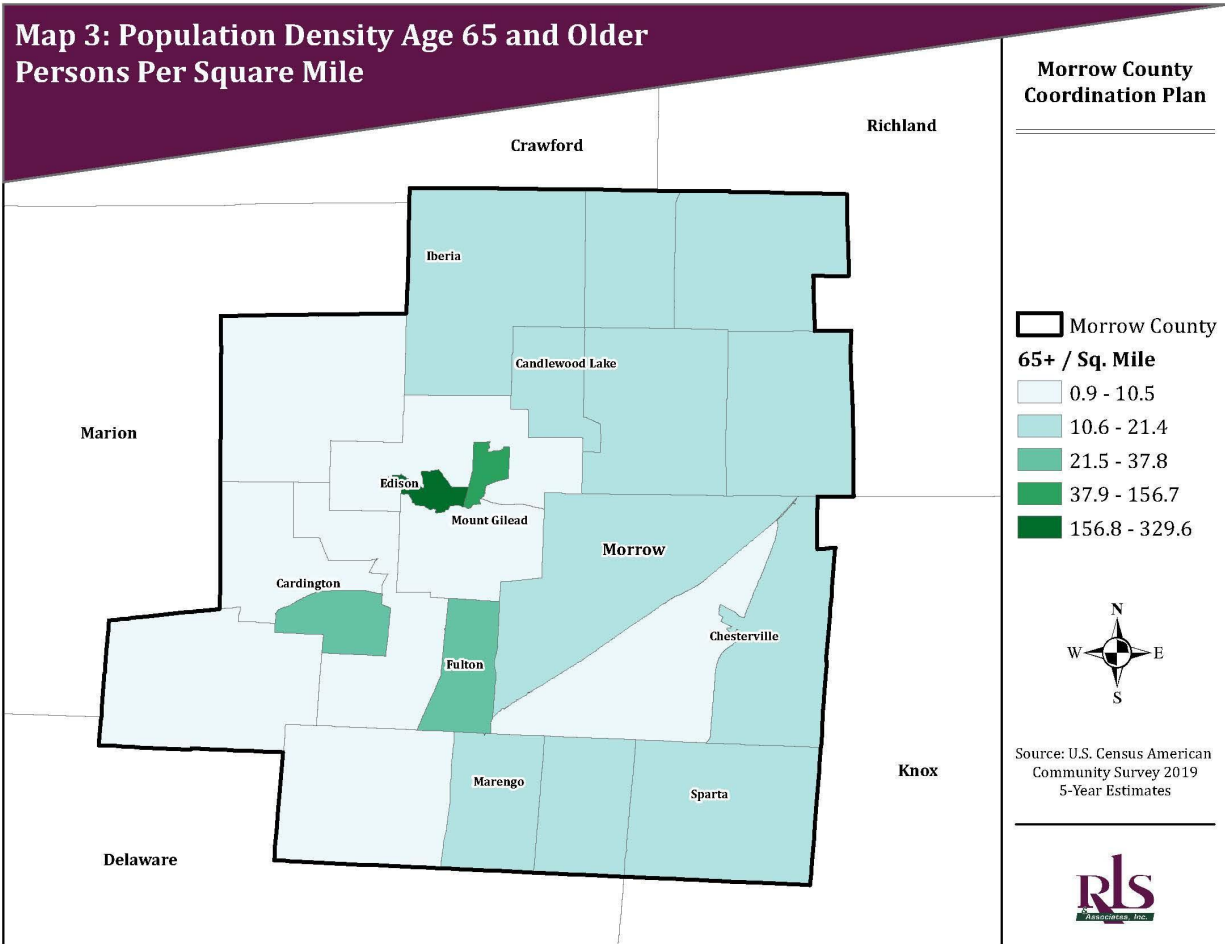 Map 3: Population Density Age 65 and Older
Persons Per Square Mile
Morrow County
Coordination Plan
Crawford
Richland
Iberia
Candlewood Lake
Marion
Edison
Mount Gilead
Morrow
Cardington
Chesterville
Fulton
Marengo
Sparta
Knox
Delaware
Morrow County
65+ / Sq. Mile
0.9 - 10.5
10.6 - 21.4
21.5 - 37.8
37.9 - 156.7
156.8 - 329.6
N
W
E
S
Source: U.S. Census American
Community Survey 2019
5-Year Estimates
RLS
& Associates, Inc.